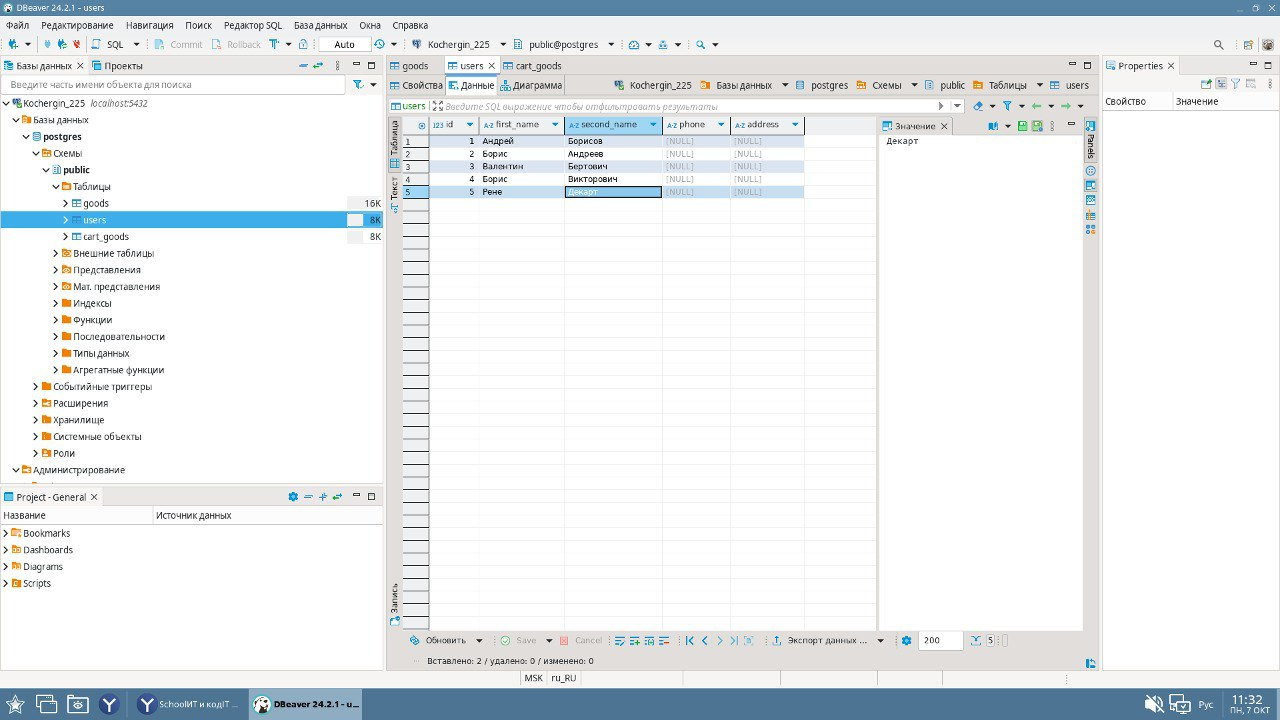 DBeaver 24.2.1 - users
Файл Редактирование Навигация Поиск Редактор SQL База данных Окна Справка
SQL Commit Rollback Auto Kochergin_225 public@postgres
Базы данных Проекты
Введите часть имени объекта для поиска
Kochergin_225 localhost:5432
Базы данных
postgres
Схемы
public
Таблицы
goods 16K
users 8K
cart_goods 8K
Внешние таблицы
Представления
Мат. представления
Индексы
Функции
Последовательности
Типы данных
Агрегатные функции
Событийные триггеры
Расширения
Хранилище
Системные объекты
Роли
Администрирование
Project - General
Название Источник данных
Bookmarks
Dashboards
Diagrams
Scripts
goods users cart_goods
Свойства Данные Диаграмма Kochergin_225 Базы данных postgres Схемы public Таблицы users
users Введите SQL выражение чтобы отфильтровать результаты
Таблица
Текст
Запись
123 id A-Z first_name A-Z second_name A-Z phone A-Z address
1 1 Андрей Борисов [NULL] [NULL]
2 2 Борис Андреев [NULL] [NULL]
3 3 Валентин Бертович [NULL] [NULL]
4 4 Борис Викторович [NULL] [NULL]
5 5 Рене Декарт [NULL] [NULL]
Значение
Декарт
Panels
Обновить Save Cancel Экспорт данных ... 200 5
Вставлено: 2 / удалено: 0 / изменено: 0
MSK ru_RU
Properties
Свойство Значение
SchoolИТ и кодIT ...
DBeaver 24.2.1 - u...
Рус
11:32
ПН, 7 ОКТ